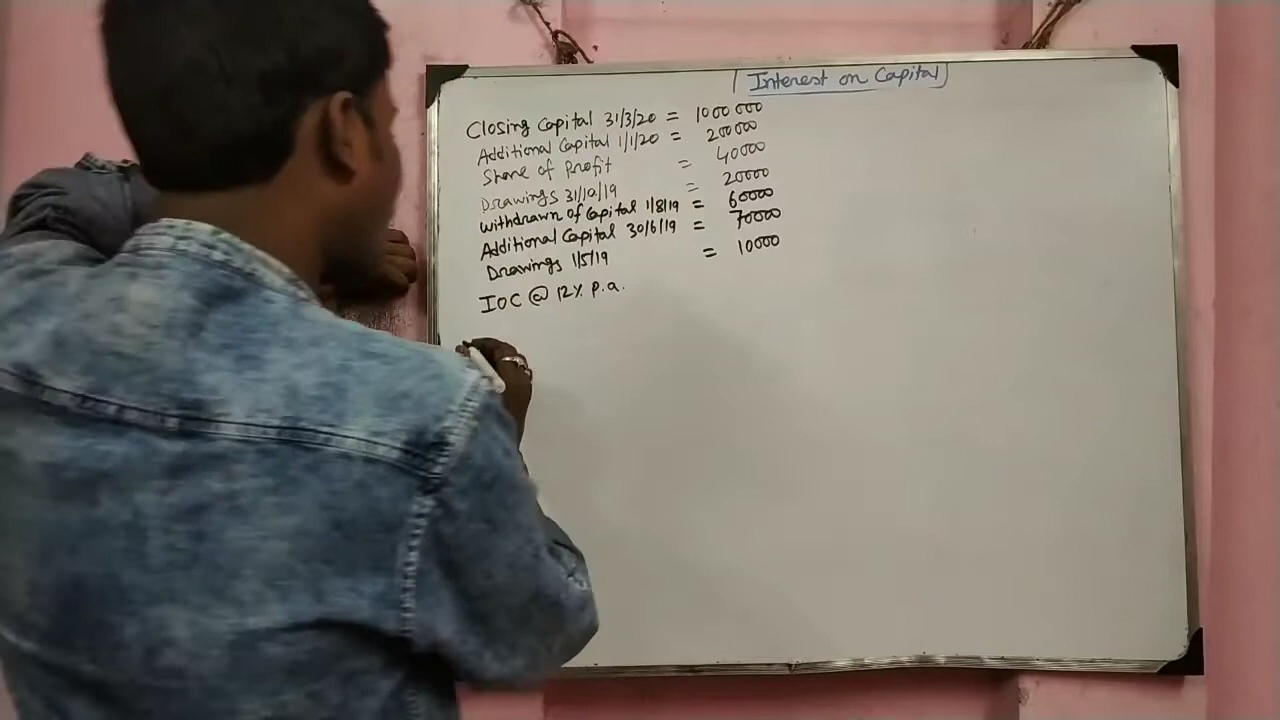 Interest on Capital
Closing Capital 31/3/20 = 1000000
Additional Capital 1/1/20 = 200000
Share of Profit = 40000
Drawings 31/10/19 = 20000
Withdrawn of Capital 1/8/19 = 60000
Additional Capital 30/6/19 = 70000
Drawings 1/5/19 = 10000
IOC @ 12% p.a.